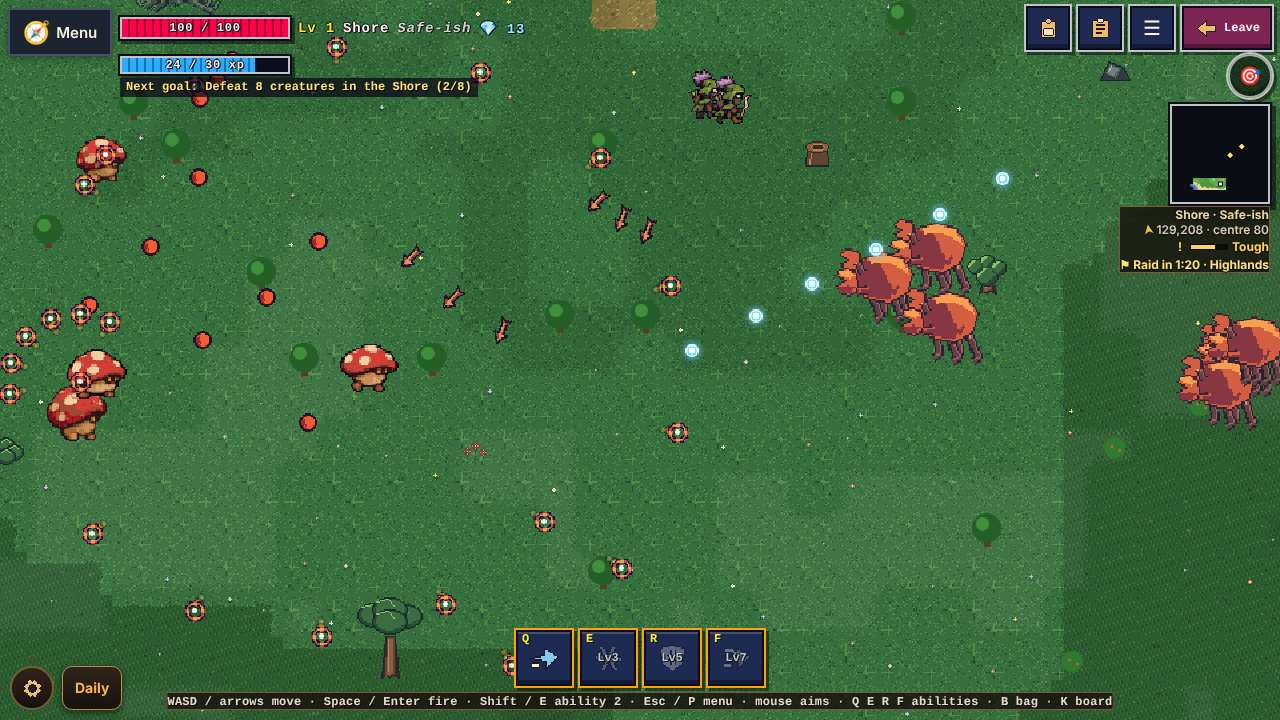 Menu
100 / 100
Lv 1 Shore Safe-ish 13
24 / 30 xp
Next goal: Defeat 8 creatures in the Shore (2/8)
Leave
Shore · Safe-ish
129,208 · centre 80
! Tough
Raid in 1:20 · Highlands
Q
E
Lv3
R
Lv5
F
Lv7
Daily
WASD / arrows move · Space / Enter fire · Shift / E ability 2 · Esc / P menu · mouse aims · Q E R F abilities · B bag · K board